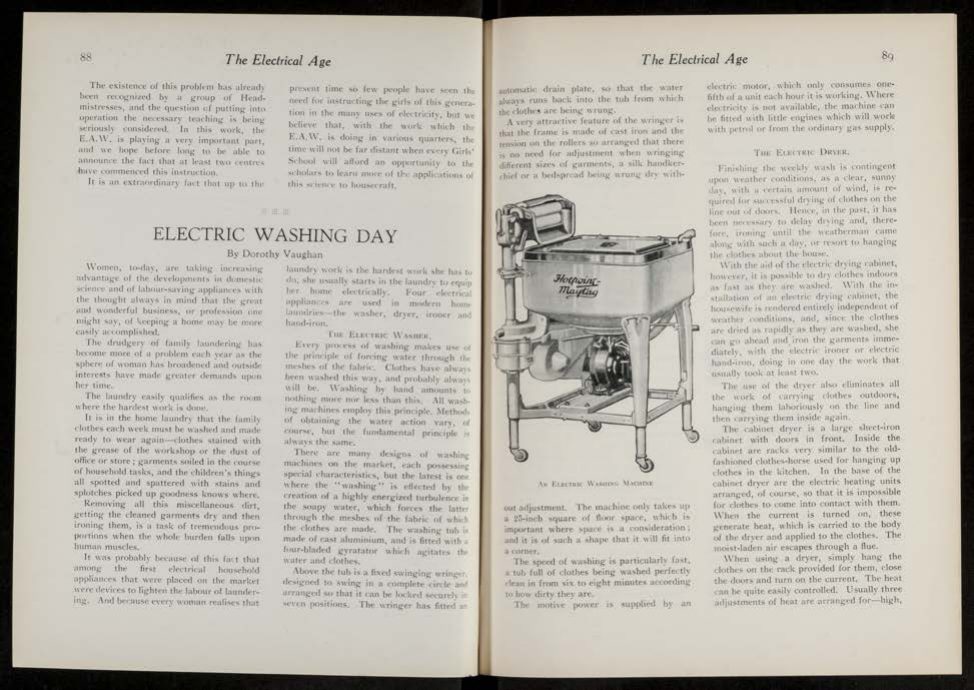 88
The Electrical Age
The existence of this problem has already
been recognized by a group of Head-
mistresses, and the question of putting into
operation the necessary teaching is being
seriously considered. In this work, the
E.A.W. is playing a very important part,
and we hope before long to be able to
announce the fact that at least two centres
have commenced this instruction.
It is an extraordinary fact that up to the
present time so few people have seen the
need for instructing the girls of this genera-
tion in the many uses of electricity, but we
believe that, with the work which the
E.A.W. is doing in various quarters, the
time will not be far distant when every Girls'
School will afford an opportunity to the
scholars to learn more of the applications of
this science to housecraft.
ELECTRIC WASHING DAY
By Dorothy Vaughan
Women, to-day, are taking increasing
advantage of the developments in domestic
science and of labour-saving appliances with
the thought always in mind that the great
and wonderful business, or profession one
might say, of keeping a home may be more
easily accomplished.
The drudgery of family laundering has
become more of a problem each year as the
sphere of woman has broadened and outside
interests have made greater demands upon
her time.
The laundry easily qualifies as the room
where the hardest work is done.
It is in the home laundry that the family
clothes each week must be washed and made
ready to wear again—clothes stained with
the grease of the workshop or the dust of
office or store; garments soiled in the course
of household tasks, and the children's things
all spotted and spattered with stains and
splotches picked up goodness knows where.
Removing all this miscellaneous dirt,
getting the cleaned garments dry and then
ironing them, is a task of tremendous pro-
portions when the whole burden falls upon
human muscles.
It was probably because of this fact that
among the first electrical household
appliances that were placed on the market
were devices to lighten the labour of launder-
ing. And because every woman realises that
laundry work is the hardest work she has to
do, she usually starts in the laundry to equip
her home electrically. Four electrical
appliances are used in modern home
laundries—the washer, dryer, ironer and
hand-iron.
THE ELECTRIC WASHER.
Every process of washing makes use of
the principle of forcing water through the
meshes of the fabric. Clothes have always
been washed this way, and probably always
will be. Washing by hand amounts to
nothing more nor less than this. All wash-
ing machines employ this principle. Methods
of obtaining the water action vary, of
course, but the fundamental principle is
always the same.
There are many designs of washing
machines on the market, each possessing
special characteristics, but the latest is one
where the "washing" is effected by the
creation of a highly energized turbulence in
the soapy water, which forces the latter
through the meshes of the fabric of which
the clothes are made. The washing tub is
made of cast aluminium, and is fitted with a
four-bladed gyratator which agitates the
water and clothes.
Above the tub is a fixed swinging wringer,
designed to swing in a complete circle and
arranged so that it can be locked securely in
seven positions. The wringer has fitted an
The Electrical Age
89
automatic drain plate, so that the water
always runs back into the tub from which
the clothes are being wrung.
A very attractive feature of the wringer is
that the frame is made of cast iron and the
tension on the rollers so arranged that there
is no need for adjustment when wringing
different sizes of garments, a silk handker-
chief or a bedspread being wrung dry with-
Hotpoint-
Maytag
AN ELECTRIC WASHING MACHINE
out adjustment. The machine only takes up
a 25-inch square of floor space, which is
important where space is a consideration;
and it is of such a shape that it will fit into
a corner.
The speed of washing is particularly fast,
a tub full of clothes being washed perfectly
clean in from six to eight minutes according
to how dirty they are.
The motive power is supplied by an
electric motor, which only consumes one-
fifth of a unit each hour it is working. Where
electricity is not available, the machine can
be fitted with little engines which will work
with petrol or from the ordinary gas supply.
THE ELECTRIC DRYER.
Finishing the weekly wash is contingent
upon weather conditions, as a clear, sunny
day, with a certain amount of wind, is re-
quired for successful drying of clothes on the
line out of doors. Hence, in the past, it has
been necessary to delay drying and, there-
fore, ironing until the weatherman came
along with such a day, or resort to hanging
the clothes about the house.
With the aid of the electric drying cabinet,
however, it is possible to dry clothes indoors
as fast as they are washed. With the in-
stallation of an electric drying cabinet, the
housewife is rendered entirely independent of
weather conditions, and, since the clothes
are dried as rapidly as they are washed, she
can go ahead and iron the garments imme-
diately, with the electric ironer or electric
hand-iron, doing in one day the work that
usually took at least two.
The use of the dryer also eliminates all
the work of carrying clothes outdoors,
hanging them laboriously on the line and
then carrying them inside again.
The cabinet dryer is a large sheet-iron
cabinet with doors in front. Inside the
cabinet are racks very similar to the old-
fashioned clothes-horse used for hanging up
clothes in the kitchen. In the base of the
cabinet dryer are the electric heating units
arranged, of course, so that it is impossible
for clothes to come into contact with them.
When the current is turned on, these
generate heat, which is carried to the body
of the dryer and applied to the clothes. The
moist-laden air escapes through a flue.
When using a dryer, simply hang the
clothes on the rack provided for them, close
the doors and turn on the current. The heat
can be quite easily controlled. Usually three
adjustments of heat are arranged for—high,